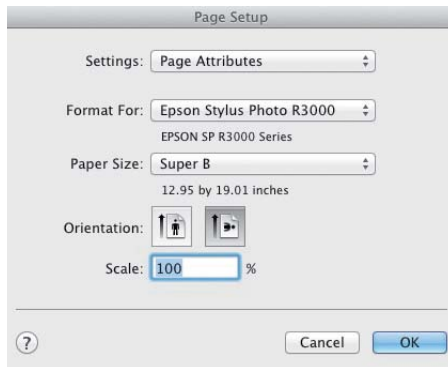 Page Setup
Settings: Page Attributes
Format For: Epson Stylus Photo R3000
EPSON SP R3000 Series
Paper Size: Super B
12.95 by 19.01 inches
Orientation:
Scale: 100 %
? Cancel OK